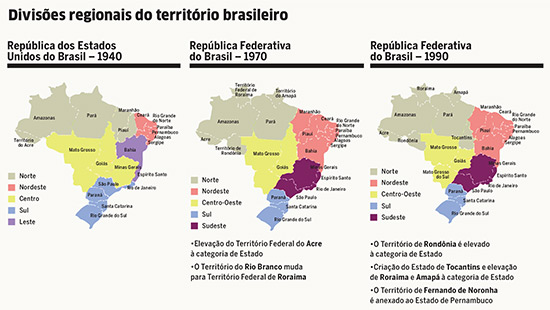 Divisões regionais do território brasileiro
República dos Estados
Unidos do Brasil – 1940
Amazonas
Pará
Maranhão
Ceará
Rio Grande
do Norte
Paraíba
Pernambuco
Alagoas
Sergipe
Piauí
Território
do Acre
Mato Grosso
Bahia
Goiás
Minas Gerais
Espírito Santo
Rio de Janeiro
São Paulo
Paraná
Santa Catarina
Rio Grande do Sul
Norte
Nordeste
Centro
Sul
Leste
República Federativa
do Brasil – 1970
Território
Federal de
Roraima
Território
do Amapá
Amazonas
Pará
Maranhão
Ceará
Rio Grande
do Norte
Paraíba
Pernambuco
Alagoas
Sergipe
Piauí
Acre
Território de
Rondônia
Mato Grosso
Bahia
Goiás
Minas Gerais
Espírito Santo
Rio de Janeiro
São Paulo
Paraná
Santa Catarina
Rio Grande do Sul
Norte
Nordeste
Centro-Oeste
Sul
Sudeste
•Elevação do Território Federal do Acre
à categoria de Estado
•O Território do Rio Branco muda
para Território Federal de Roraima
República Federativa
do Brasil – 1990
Roraima
Amapá
Amazonas
Pará
Maranhão
Ceará
Rio Grande
do Norte
Paraíba
Pernambuco
Alagoas
Sergipe
Piauí
Acre
Rondônia
Tocantins
Mato Grosso
Bahia
Goiás
Minas Gerais
Mato Grosso
do Sul
Espírito Santo
Rio de Janeiro
São Paulo
Paraná
Santa Catarina
Rio Grande do Sul
Norte
Nordeste
Centro-Oeste
Sul
Sudeste
•O Território de Rondônia é elevado
à categoria de Estado
•Criação do Estado de Tocantins e elevação
de Roraima e Amapá à categoria de Estado
•O Território de Fernando de Noronha
é anexado ao Estado de Pernambuco